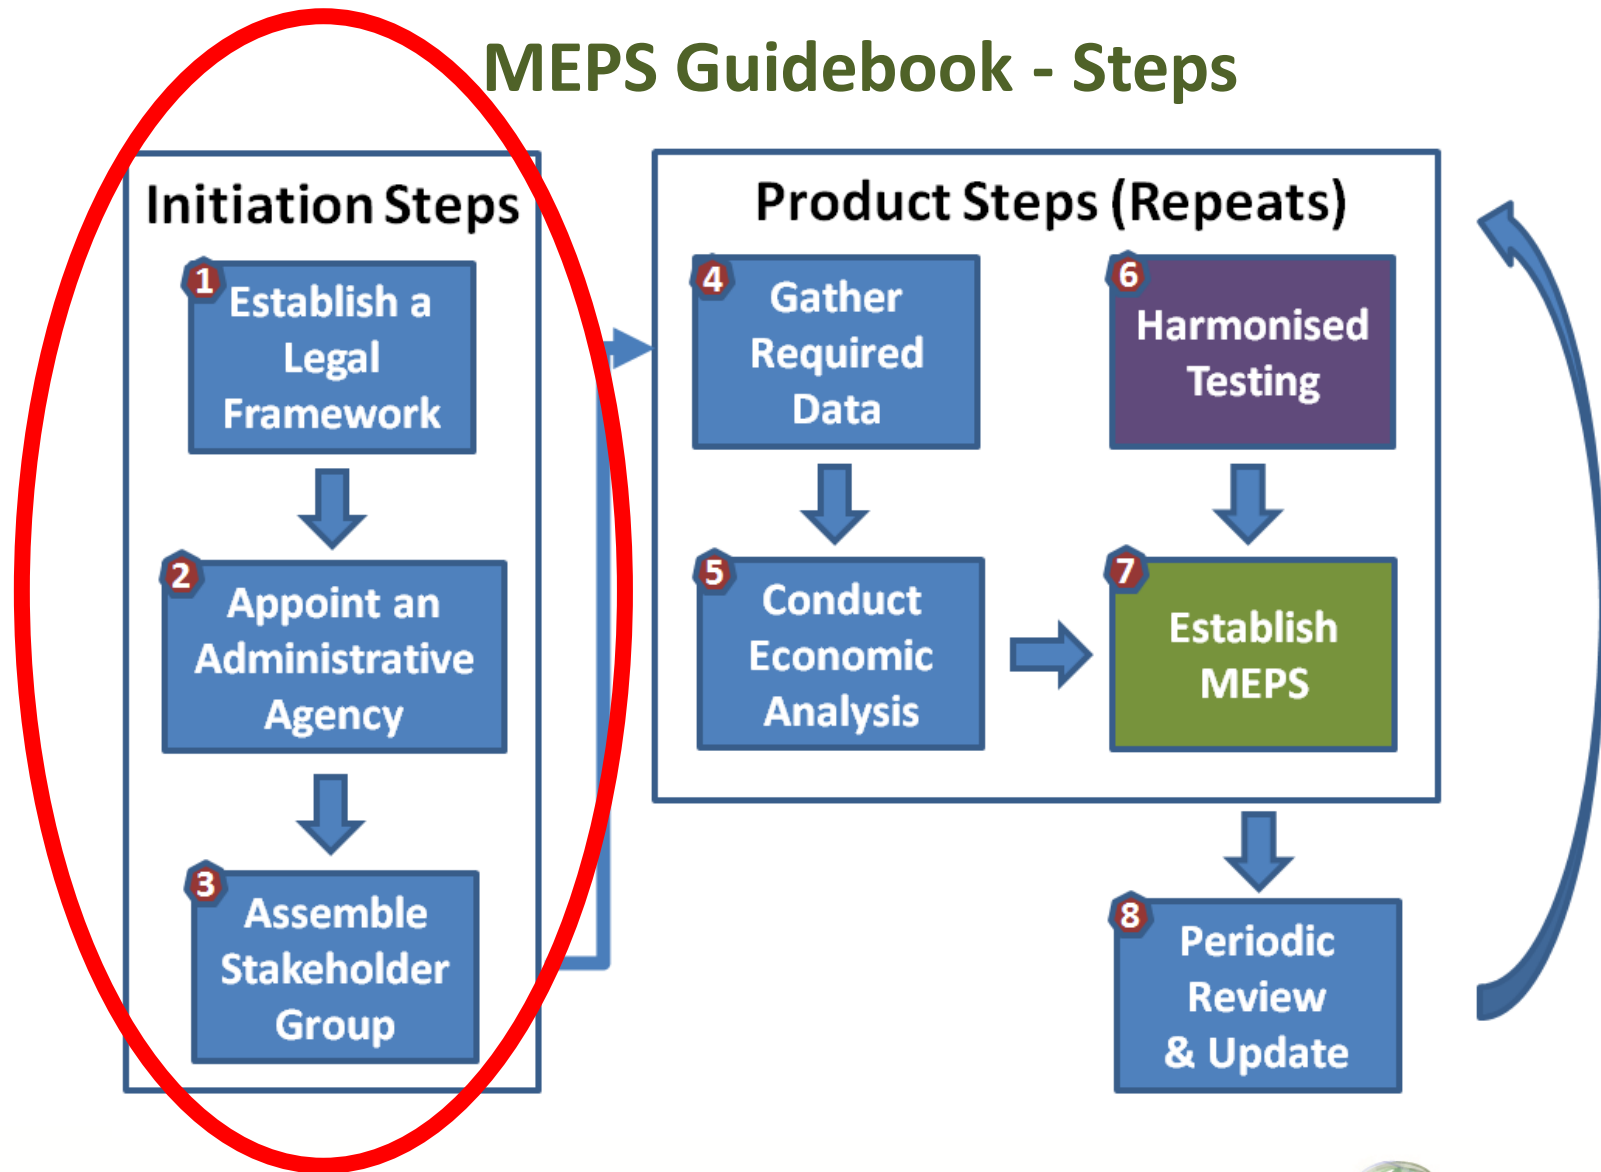 MEPS Guidebook - Steps
Initiation Steps
1
Establish a
Legal
Framework
2
Appoint an
Administrative
Agency
3
Assemble
Stakeholder
Group
Product Steps (Repeats)
4
Gather
Required
Data
5
Conduct
Economic
Analysis
6
Harmonised
Testing
7
Establish
MEPS
8
Periodic
Review
& Update